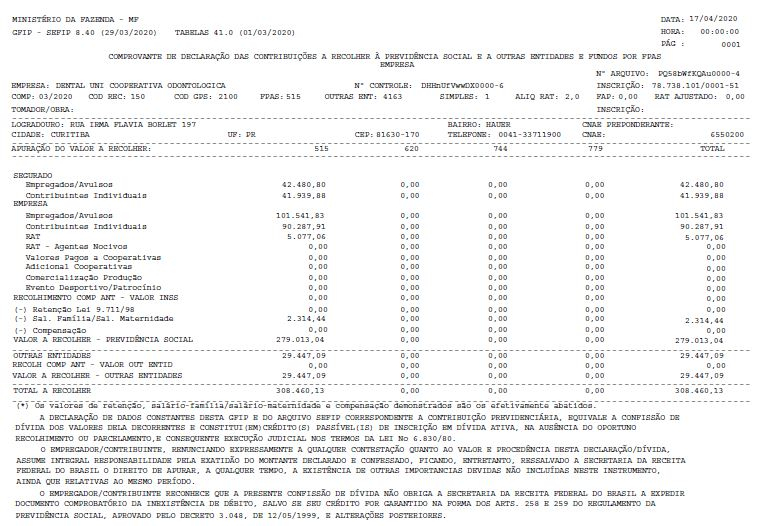 MINISTÉRIO DA FAZENDA - MF DATA: 17/04/2020
GFIP - SEFIP 8.40 (29/03/2020) TABELAS 41.0 (01/03/2020) HORA: 00:00:00
PÁG : 0001
COMPROVANTE DE DECLARAÇÃO DAS CONTRIBUIÇÕES A RECOLHER À PREVIDÊNCIA SOCIAL E A OUTRAS ENTIDADES E FUNDOS POR FPAS
EMPRESA
N° ARQUIVO: PQ58bWfKQAu0000-4
EMPRESA: DENTAL UNI COOPERATIVA ODONTOLOGICA N° CONTROLE: DHHnUfVwwDX0000-6 INSCRIÇÃO: 78.738.101/0001-51
COMP: 03/2020 COD REC: 150 COD GPS: 2100 FPAS: 515 OUTRAS ENT: 4163 SIMPLES: 1 ALIQ RAT: 2,0 FAP: 0,00 RAT AJUSTADO: 0,00
TOMADOR/OBRA: INSCRIÇÃO:
LOGRADOURO: RUA IRMA FLAVIA BORLET 197 BAIRRO: HAUER CNAE PREPONDERANTE:
CIDADE: CURITIBA UF: PR CEP: 81630-170 TELEFONE: 0041-33711900 CNAE: 6550200
APURAÇÃO DO VALOR A RECOLHER: 515 620 744 779 TOTAL
SEGURADO
Empregados/Avulsos 42.480,80 0,00 0,00 0,00 42.480,80
Contribuintes Individuais 41.939,88 0,00 0,00 0,00 41.939,88
EMPRESA
Empregados/Avulsos 101.541,83 0,00 0,00 0,00 101.541,83
Contribuintes Individuais 90.287,91 0,00 0,00 0,00 90.287,91
RAT 5.077,06 0,00 0,00 0,00 5.077,06
RAT - Agentes Nocivos 0,00 0,00 0,00 0,00 0,00
Valores Pagos a Cooperativas 0,00 0,00 0,00 0,00 0,00
Adicional Cooperativas 0,00 0,00 0,00 0,00 0,00
Comercialização Produção 0,00 0,00 0,00 0,00 0,00
Evento Desportivo/Patrocínio 0,00 0,00 0,00 0,00 0,00
RECOLHIMENTO COMP ANT - VALOR INSS 0,00 0,00 0,00 0,00 0,00
(-) Retenção Lei 9.711/98 0,00 0,00 0,00 0,00 0,00
(-) Sal. Família/Sal. Maternidade 2.314,44 0,00 0,00 0,00 2.314,44
(-) Compensação 0,00 0,00 0,00 0,00 0,00
VALOR A RECOLHER - PREVIDÊNCIA SOCIAL 279.013,04 0,00 0,00 0,00 279.013,04
OUTRAS ENTIDADES 29.447,09 0,00 0,00 0,00 29.447,09
RECOLH COMP ANT - VALOR OUT ENTID 0,00 0,00 0,00 0,00 0,00
VALOR A RECOLHER - OUTRAS ENTIDADES 29.447,09 0,00 0,00 0,00 29.447,09
TOTAL A RECOLHER 308.460,13 0,00 0,00 0,00 308.460,13
(*) Os valores de retenção, salário-família/salário-maternidade e compensação demonstrados são os efetivamente abatidos.
A DECLARAÇÃO DE DADOS CONSTANTES DESTA GFIP E DO ARQUIVO SEFIP CORRESPONDENTE A CONTRIBUIÇÃO PREVIDENCIÁRIA, EQUIVALE A CONFISSÃO DE
DÍVIDA DOS VALORES DELA DECORRENTES E CONSTITUI(EM)CRÉDITO(S) PASSÍVEL(IS) DE INSCRIÇÃO EM DÍVIDA ATIVA, NA AUSÊNCIA DO OPORTUNO
RECOLHIMENTO OU PARCELAMENTO,E CONSEQUENTE EXECUÇÃO JUDICIAL NOS TERMOS DA LEI No 6.830/80.
O EMPREGADOR/CONTRIBUINTE, RENUNCIANDO EXPRESSAMENTE A QUALQUER CONTESTAÇÃO QUANTO AO VALOR E PROCEDÊNCIA DESTA DECLARAÇÃO/DÍVIDA,
ASSUME INTEGRAL RESPONSABILIDADE PELA EXATIDÃO DO MONTANTE DECLARADO E CONFESSADO, FICANDO, ENTRETANTO, RESSALVADO A SECRETARIA DA RECEITA
FEDERAL DO BRASIL O DIREITO DE APURAR, A QUALQUER TEMPO, A EXISTÊNCIA DE OUTRAS IMPORTANCIAS DEVIDAS NÃO INCLUÍDAS NESTE INSTRUMENTO,
AINDA QUE RELATIVAS AO MESMO PERÍODO.
O EMPREGADOR/CONTRIBUINTE RECONHECE QUE A PRESENTE CONFISSÃO DE DÍVIDA NÃO OBRIGA A SECRETARIA DA RECEITA FEDERAL DO BRASIL A EXPEDIR
DOCUMENTO COMPROBATÓRIO DA INEXISTÊNCIA DE DÉBITO, SALVO SE SEU CRÉDITO FOR GARANTIDO NA FORMA DOS ARTS. 258 E 259 DO REGULAMENTO DA
PREVIDÊNCIA SOCIAL, APROVADO PELO DECRETO 3.048, DE 12/05/1999, E ALTERAÇÕES POSTERIORES.